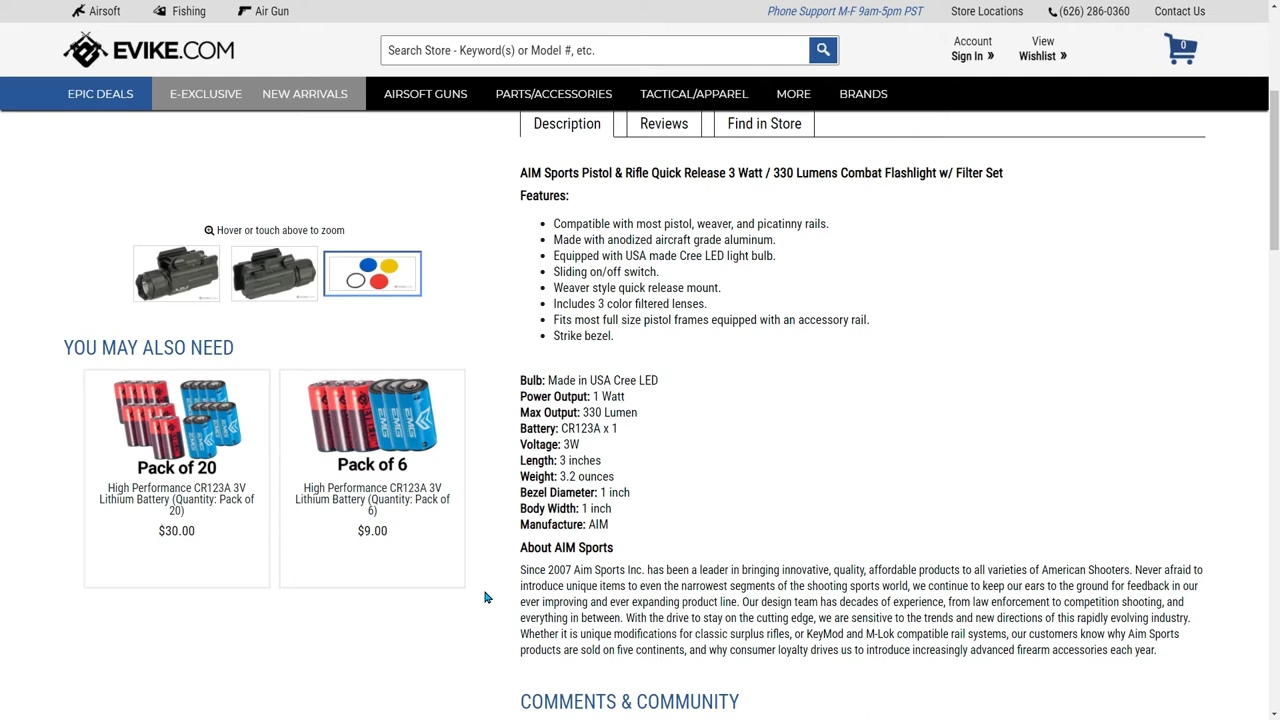 Airsoft
Fishing
Air Gun
Phone Support M-F 9am-5pm PST
Store Locations
(626) 286-0360
Contact Us
EVIKE.COM
Search Store - Keyword(s) or Model #, etc.
Account
Sign In »
View
Wishlist »
0
EPIC DEALS
E-EXCLUSIVE
NEW ARRIVALS
AIRSOFT GUNS
PARTS/ACCESSORIES
TACTICAL/APPAREL
MORE
BRANDS
Description
Reviews
Find in Store
Hover or touch above to zoom
YOU MAY ALSO NEED
Pack of 20
High Performance CR123A 3V
Lithium Battery (Quantity: Pack of
20)
$30.00
Pack of 6
High Performance CR123A 3V
Lithium Battery (Quantity: Pack of
6)
$9.00
AIM Sports Pistol & Rifle Quick Release 3 Watt / 330 Lumens Combat Flashlight w/ Filter Set
Features:
Compatible with most pistol, weaver, and picatinny rails.
Made with anodized aircraft grade aluminum.
Equipped with USA made Cree LED light bulb.
Sliding on/off switch.
Weaver style quick release mount.
Includes 3 color filtered lenses.
Fits most full size pistol frames equipped with an accessory rail.
Strike bezel.
Bulb: Made in USA Cree LED
Power Output: 1 Watt
Max Output: 330 Lumen
Battery: CR123A x 1
Voltage: 3W
Length: 3 inches
Weight: 3.2 ounces
Bezel Diameter: 1 inch
Body Width: 1 inch
Manufacture: AIM
About AIM Sports
Since 2007 Aim Sports Inc. has been a leader in bringing innovative, quality, affordable products to all varieties of American Shooters. Never afraid to
introduce unique items to even the narrowest segments of the shooting sports world, we continue to keep our ears to the ground for feedback in our
ever improving and ever expanding product line. Our design team has decades of experience, from law enforcement to competition shooting, and
everything in between. With the drive to stay on the cutting edge, we are sensitive to the trends and new directions of this rapidly evolving industry.
Whether it is unique modifications for classic surplus rifles, or KeyMod and M-Lok compatible rail systems, our customers know why Aim Sports
products are sold on five continents, and why consumer loyalty drives us to introduce increasingly advanced firearm accessories each year.
COMMENTS & COMMUNITY